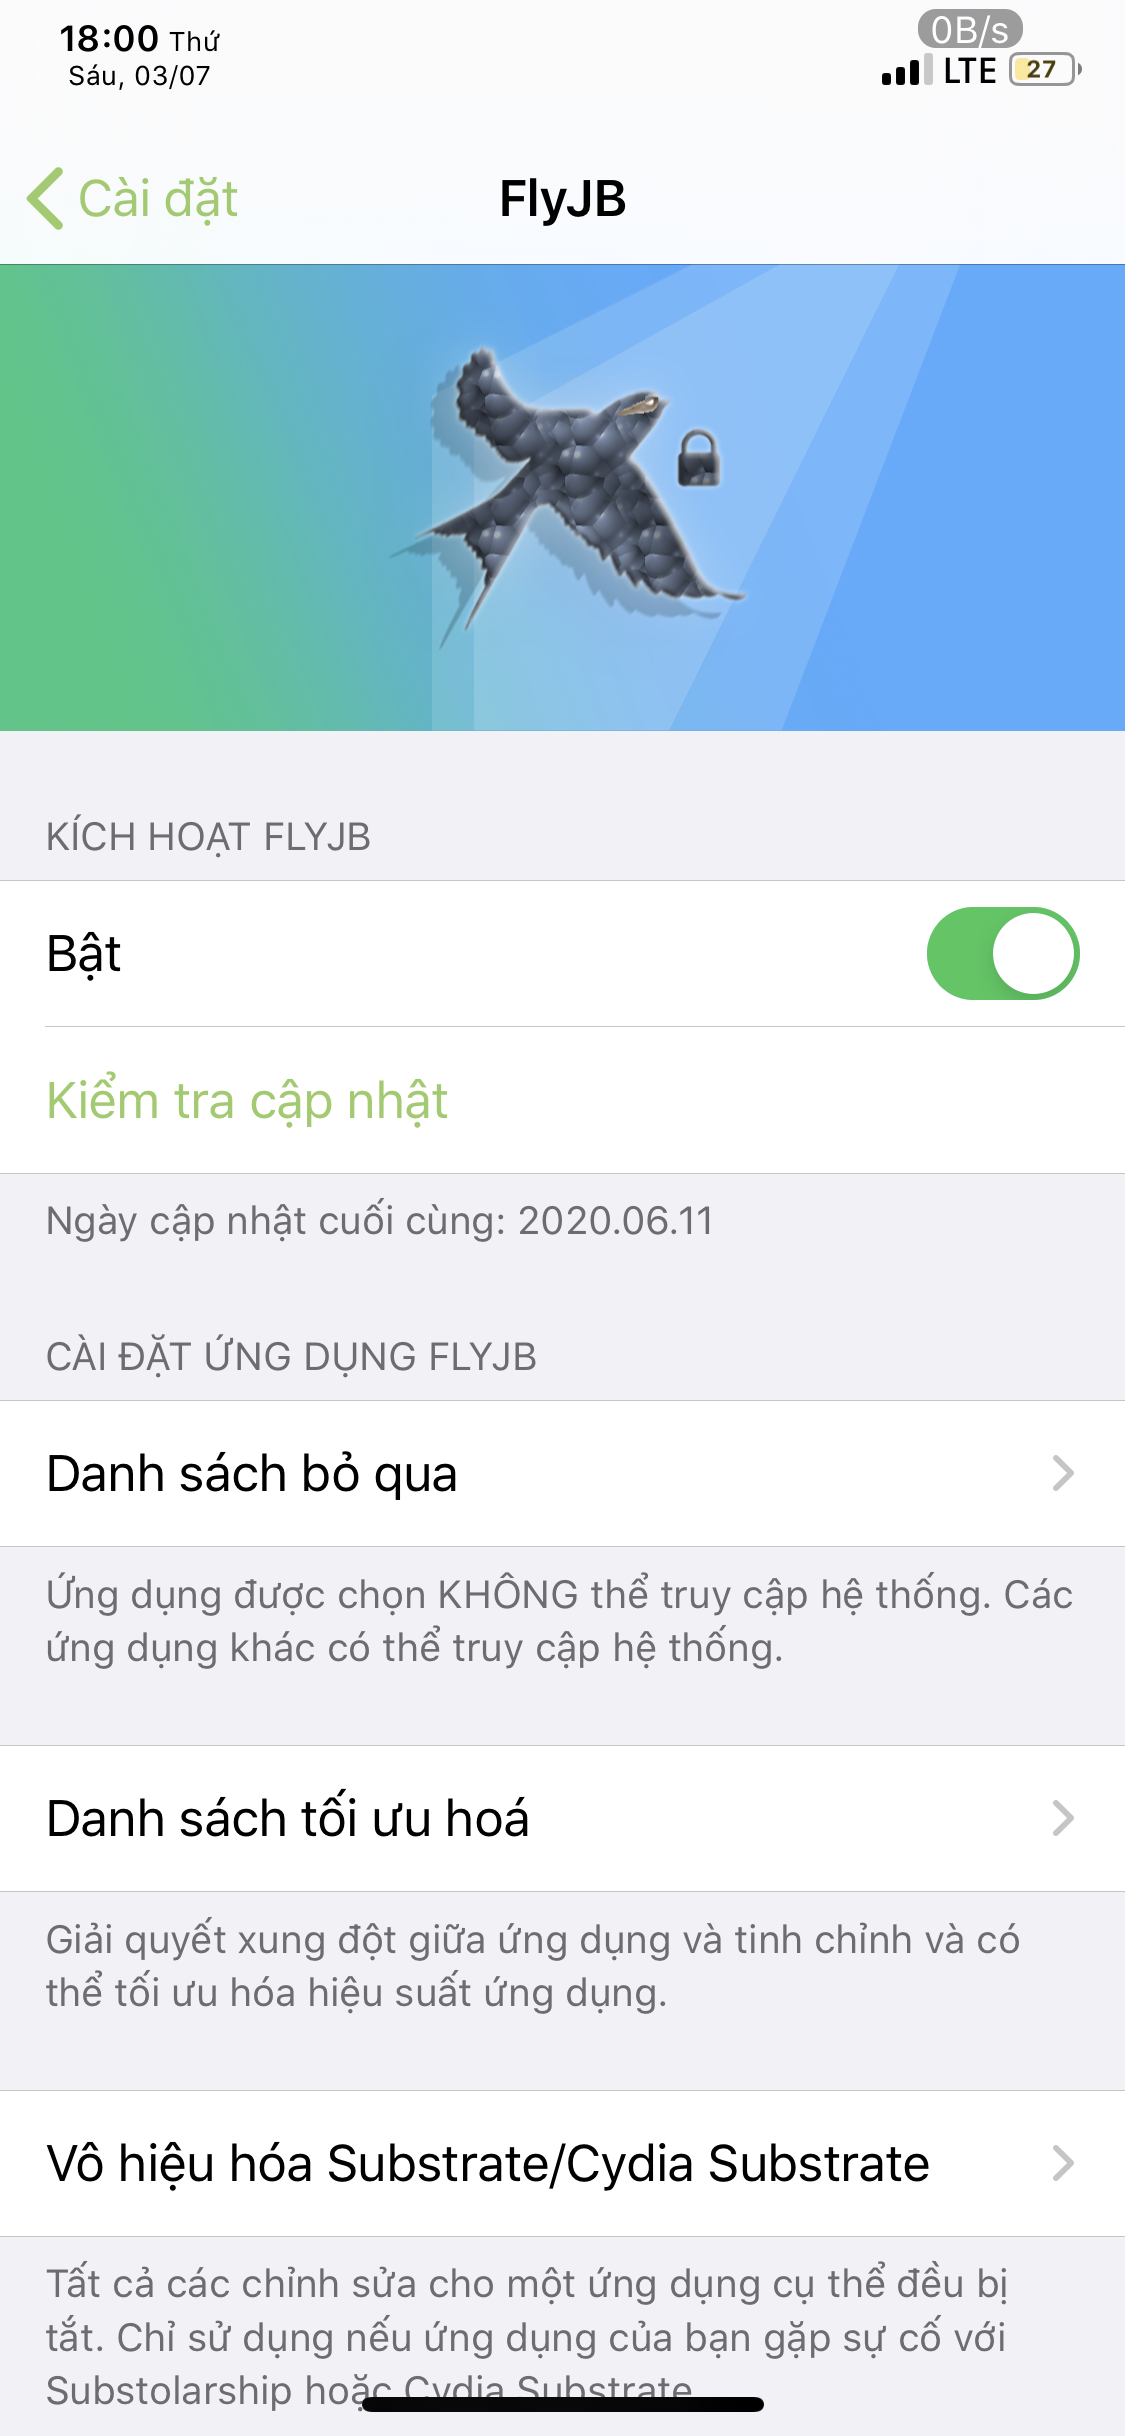 18:00 Thứ
Sáu, 03/07
0B/s
LTE 27
Cài đặt
FlyJB
KÍCH HOẠT FLYJB
Bật
Kiểm tra cập nhật
Ngày cập nhật cuối cùng: 2020.06.11
CÀI ĐẶT ỨNG DỤNG FLYJB
Danh sách bỏ qua
Ứng dụng được chọn KHÔNG thể truy cập hệ thống. Các
ứng dụng khác có thể truy cập hệ thống.
Danh sách tối ưu hoá
Giải quyết xung đột giữa ứng dụng và tinh chỉnh và có
thể tối ưu hóa hiệu suất ứng dụng.
Vô hiệu hóa Substrate/Cydia Substrate
Tất cả các chỉnh sửa cho một ứng dụng cụ thể đều bị
tắt. Chỉ sử dụng nếu ứng dụng của bạn gặp sự cố với
Substolarship hoặc Cydia Substrate